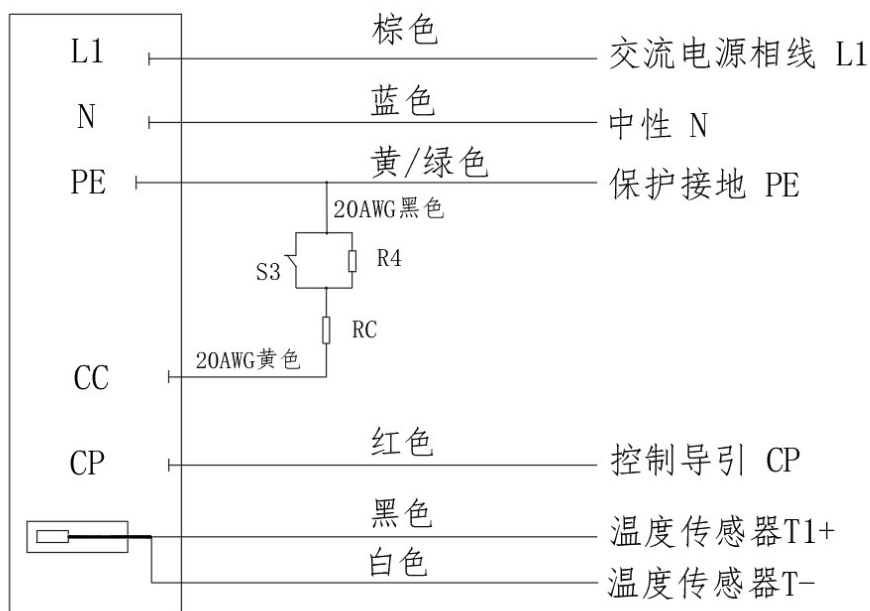 L1 棕色 交流电源相线 L1
N 蓝色 中性 N
PE 黄/绿色 保护接地 PE
20AWG黑色
S3 R4
RC
20AWG黄色
CC
CP 红色 控制导引 CP
黑色 温度传感器T1+
白色 温度传感器T-